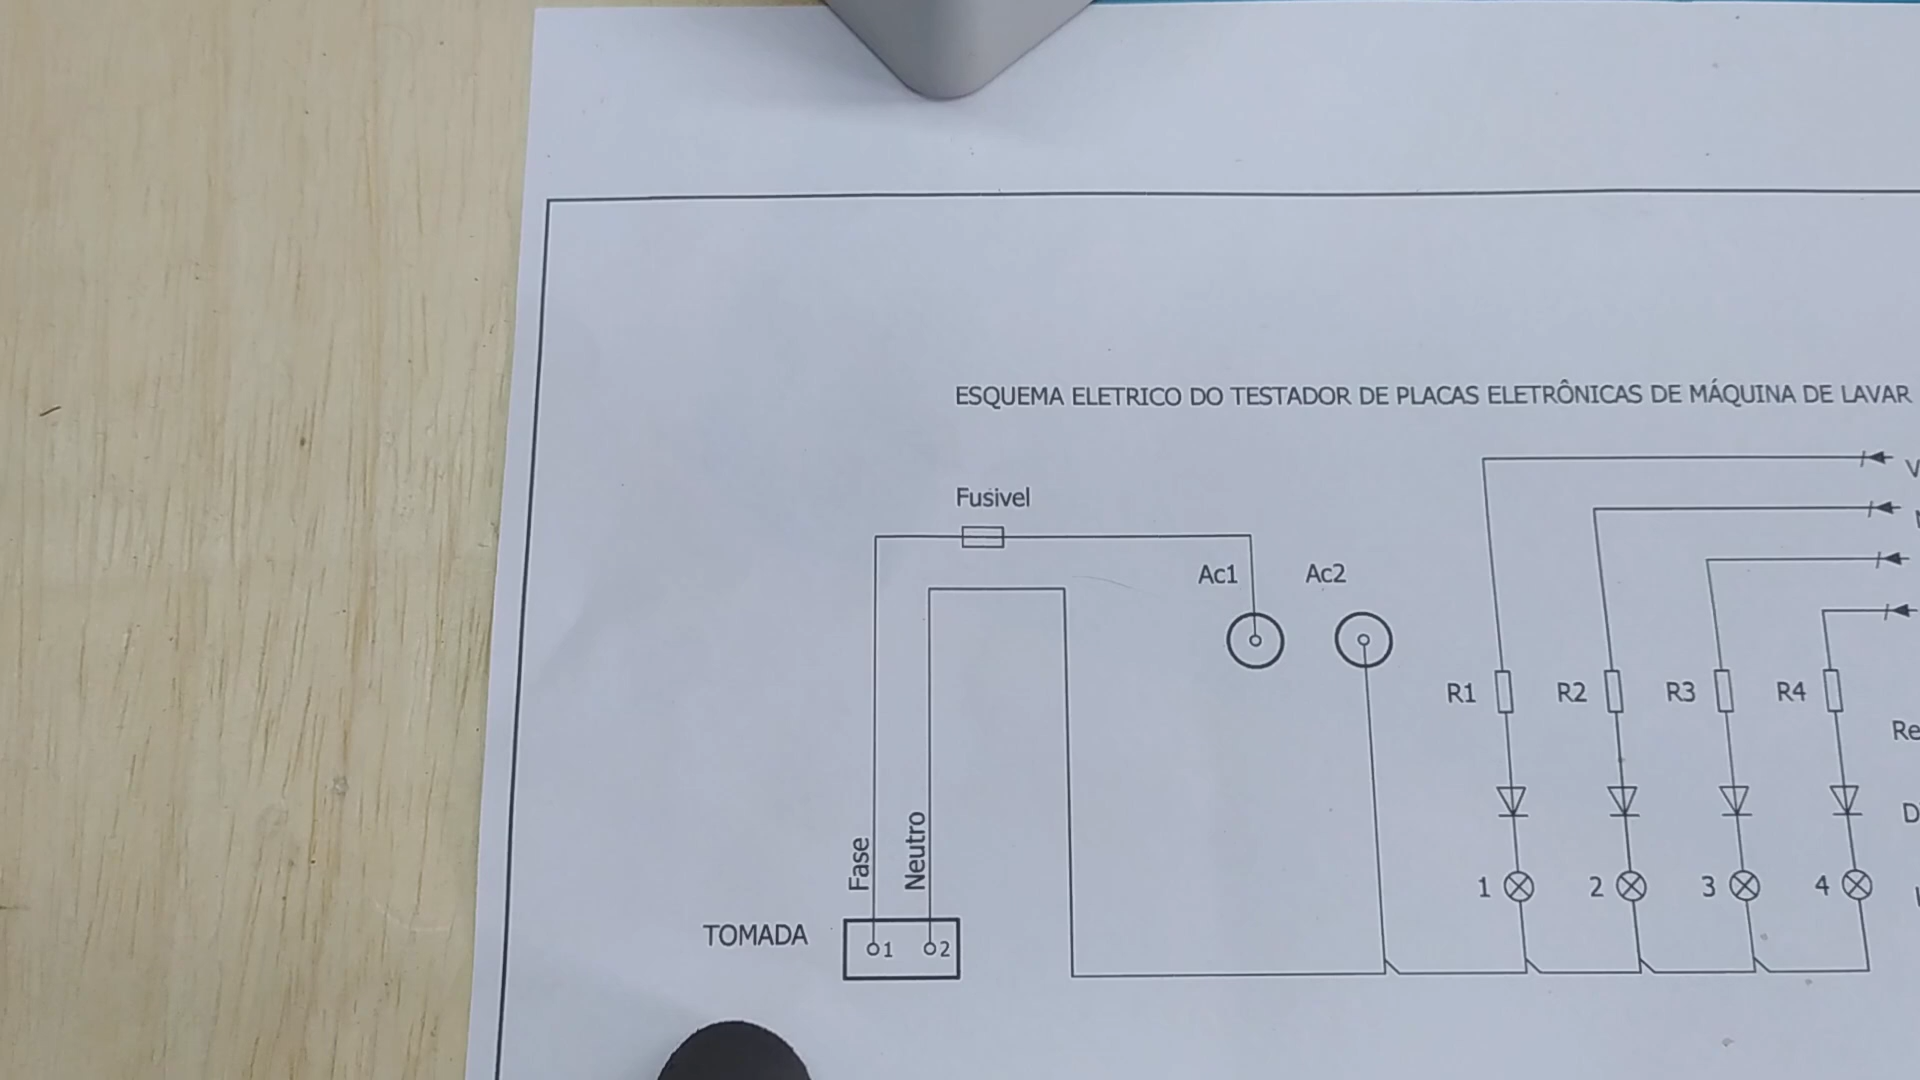 ESQUEMA ELETRICO DO TESTADOR DE PLACAS ELETRÔNICAS DE MÁQUINA DE LAVAR
V
Fusivel
Ac1 Ac2
R1 R2 R3 R4
Re
D
Fase
Neutro
1 2 3 4
TOMADA
1 2